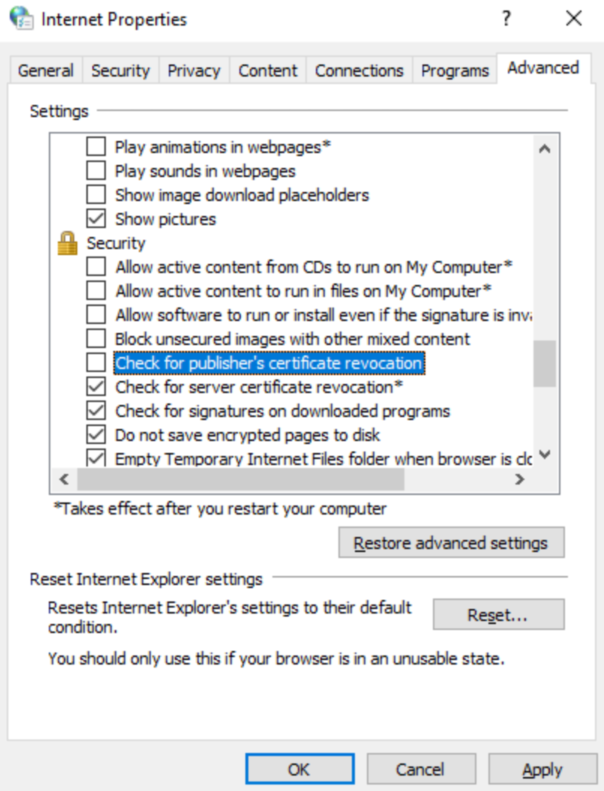 Internet Properties
?
General Security Privacy Content Connections Programs Advanced
Settings
Play animations in webpages*
Play sounds in webpages
Show image download placeholders
Show pictures
Security
Allow active content from CDs to run on My Computer*
Allow active content to run in files on My Computer*
Allow software to run or install even if the signature is inva
Block unsecured images with other mixed content
Check for publisher's certificate revocation
Check for server certificate revocation*
Check for signatures on downloaded programs
Do not save encrypted pages to disk
Empty Temporary Internet Files folder when browser is clo
*Takes effect after you restart your computer
Restore advanced settings
Reset Internet Explorer settings
Resets Internet Explorer's settings to their default
condition.
Reset...
You should only use this if your browser is in an unusable state.
OK Cancel Apply